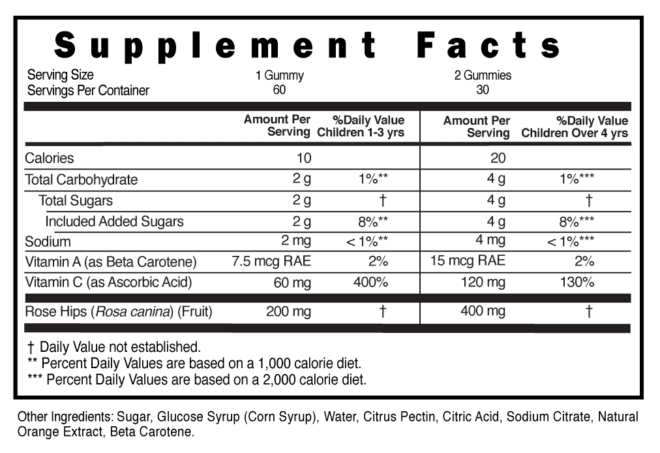 Supplement Facts
Serving Size 1 Gummy 2 Gummies
Servings Per Container 60 30
Amount Per %Daily Value Amount Per %Daily Value
Serving Children 1-3 yrs Serving Children Over 4 yrs
Calories 10 20
Total Carbohydrate 2 g 1%** 4 g 1%***
Total Sugars 2 g † 4 g †
Included Added Sugars 2 g 8%** 4 g 8%***
Sodium 2 mg < 1%** 4 mg < 1%***
Vitamin A (as Beta Carotene) 7.5 mcg RAE 2% 15 mcg RAE 2%
Vitamin C (as Ascorbic Acid) 60 mg 400% 120 mg 130%
Rose Hips (Rosa canina) (Fruit) 200 mg † 400 mg †
† Daily Value not established.
** Percent Daily Values are based on a 1,000 calorie diet.
*** Percent Daily Values are based on a 2,000 calorie diet.
Other Ingredients: Sugar, Glucose Syrup (Corn Syrup), Water, Citrus Pectin, Citric Acid, Sodium Citrate, Natural
Orange Extract, Beta Carotene.